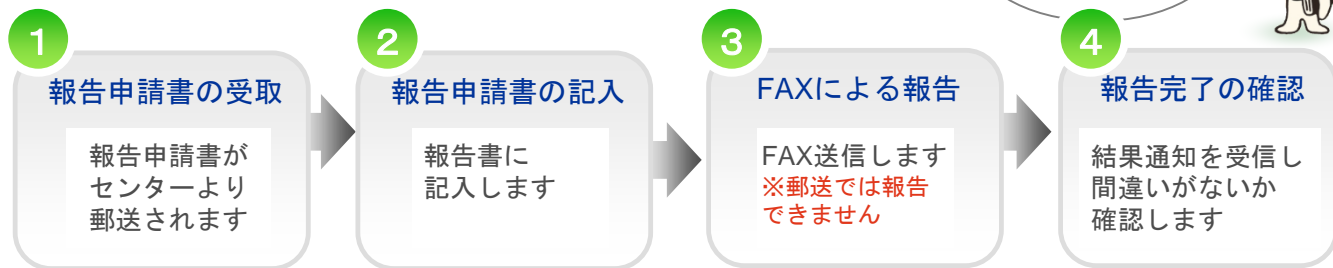 1
報告申請書の受取
報告申請書が
センターより
郵送されます
2
報告申請書の記入
報告書に
記入します
3
FAXによる報告
FAX送信します
※郵送では報告
できません
4
報告完了の確認
結果通知を受信し
間違いがないか
確認します